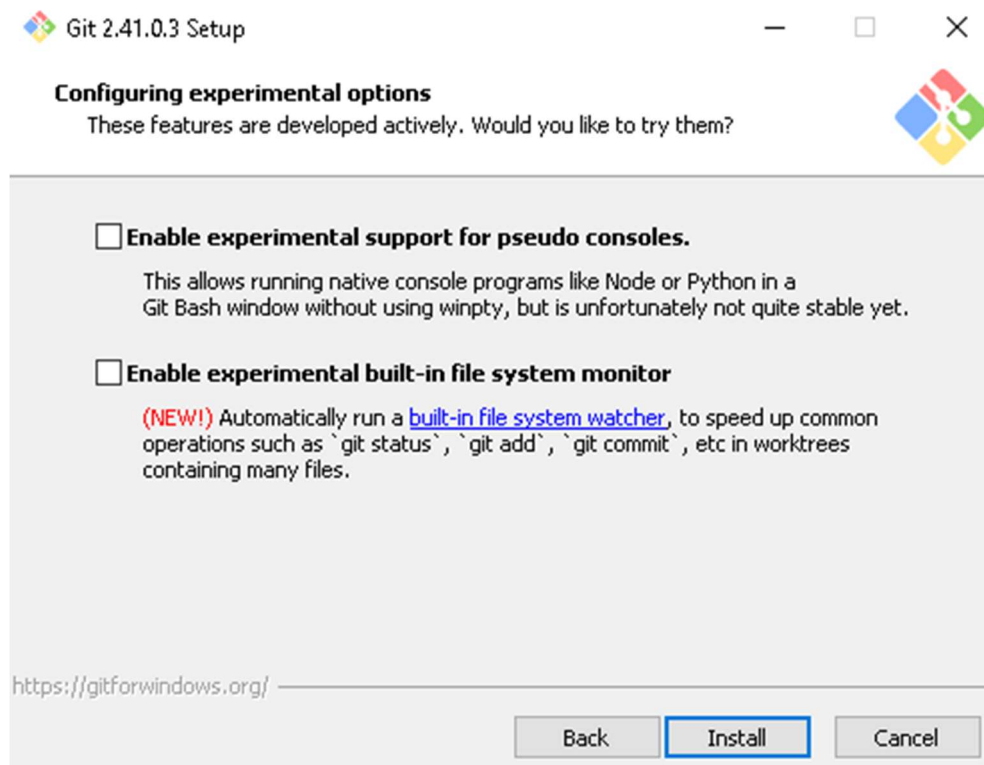 Git 2.41.0.3 Setup
Configuring experimental options
These features are developed actively. Would you like to try them?
Enable experimental support for pseudo consoles.
This allows running native console programs like Node or Python in a
Git Bash window without using winpty, but is unfortunately not quite stable yet.
Enable experimental built-in file system monitor
(NEW!) Automatically run a built-in file system watcher, to speed up common
operations such as `git status`, `git add`, `git commit`, etc in worktrees
containing many files.
https://gitforwindows.org/
Back Install Cancel